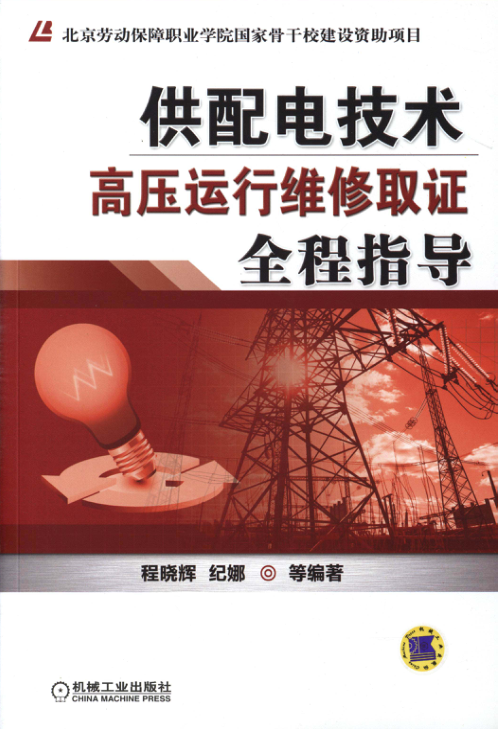 北京劳动保障职业学院国家骨干校建设资助项目
供配电技术
高压运行维修取证
全程指导
程晓辉 纪娜 ◎ 等编著
机械工业出版社
CHINA MACHINE PRESS